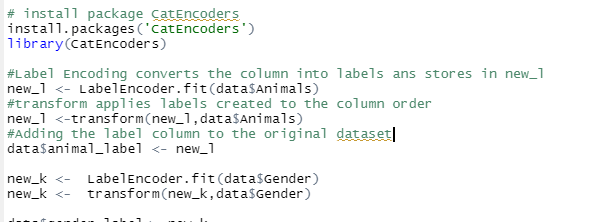 # install package CatEncoders
install.packages('CatEncoders')
library(CatEncoders)
#Label Encoding converts the column into labels ans stores in new_l
new_l <- LabelEncoder.fit(data$Animals)
#transform applies labels created to the column order
new_l <-transform(new_l,data$Animals)
#Adding the label column to the original dataset
data$animal_label <- new_l
new_k <-  LabelEncoder.fit(data$Gender)
new_k <-  transform(new_k,data$Gender)